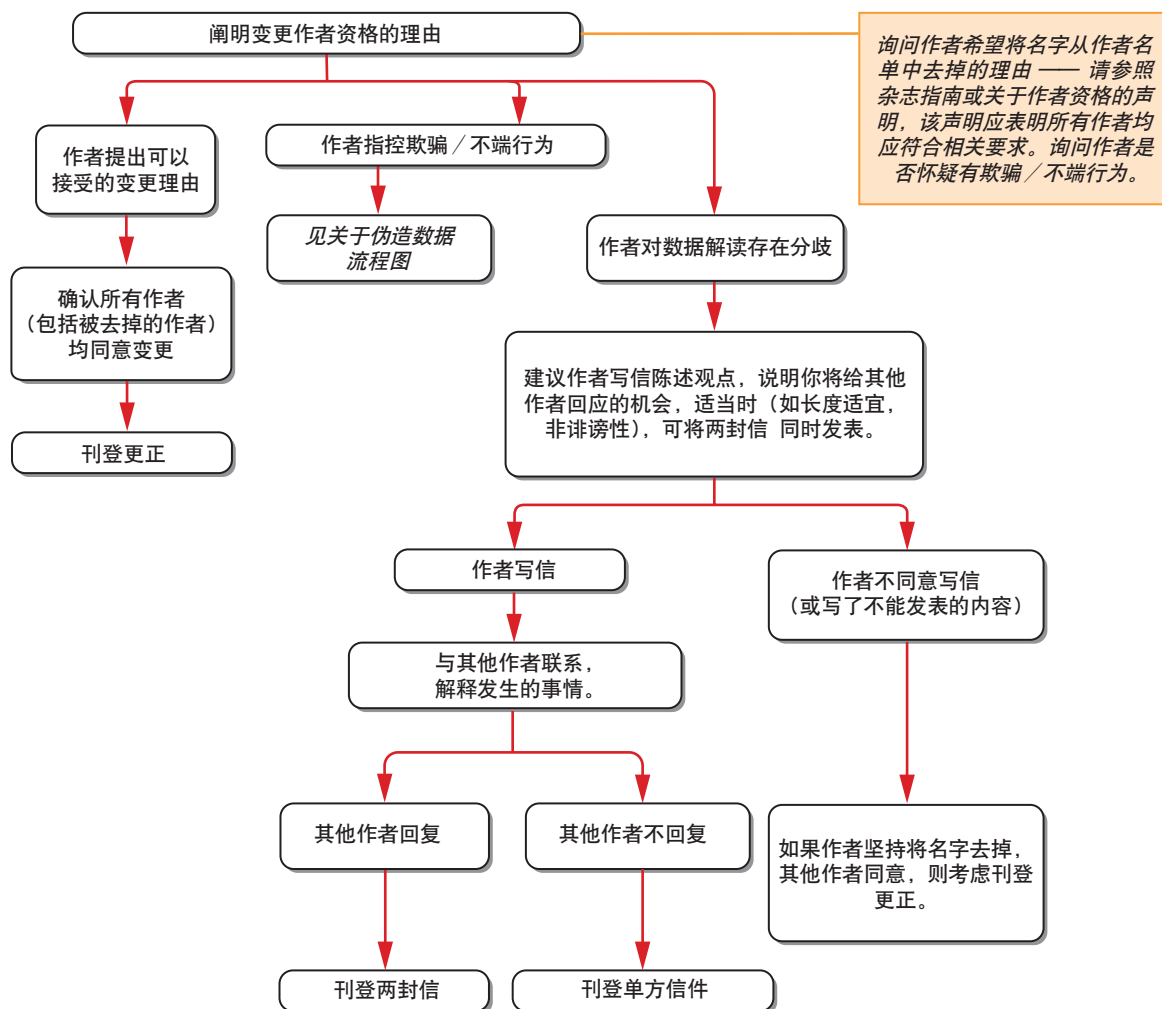 阐明变更作者资格的理由
询问作者希望将名字从作者名
单中去掉的理由 —— 请参照
杂志指南或关于作者资格的声
明，该声明应表明所有作者均
应符合相关要求。询问作者是
否怀疑有欺骗／不端行为。
作者提出可以
接受的变更理由
作者指控欺骗／不端行为
见关于伪造数据
流程图
作者对数据解读存在分歧
确认所有作者
（包括被去掉的作者）
均同意变更
刊登更正
建议作者写信陈述观点，说明你将给其他
作者回应的机会，适当时（如长度适宜，
非诽谤性），可将两封信 同时发表。
作者写信
作者不同意写信
（或写了不能发表的内容）
与其他作者联系，
解释发生的事情。
其他作者回复
其他作者不回复
如果作者坚持将名字去掉，
其他作者同意，则考虑刊登
更正。
刊登两封信
刊登单方信件